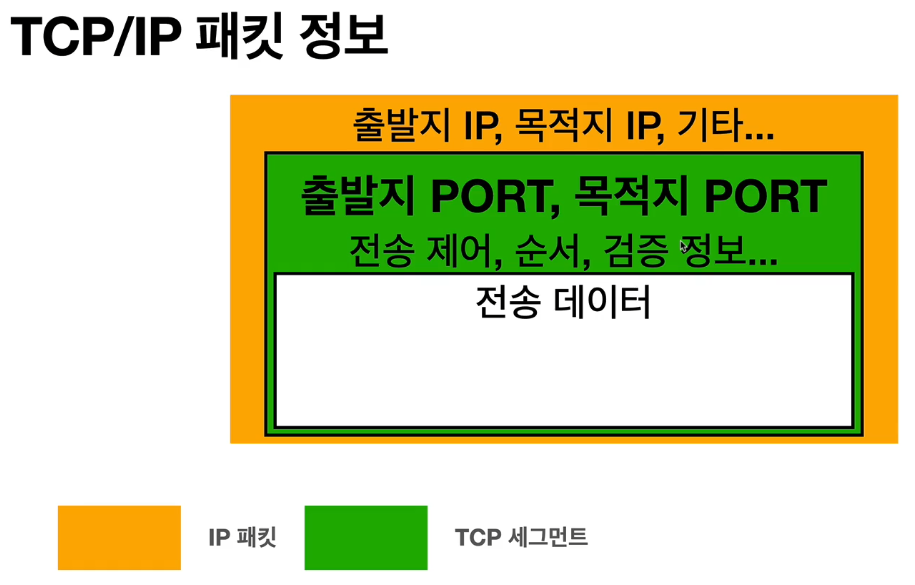 TCP/IP 패킷 정보
출발지 IP, 목적지 IP, 기타...
출발지 PORT, 목적지 PORT
전송 제어, 순서, 검증 정보...
전송 데이터
IP 패킷
TCP 세그먼트